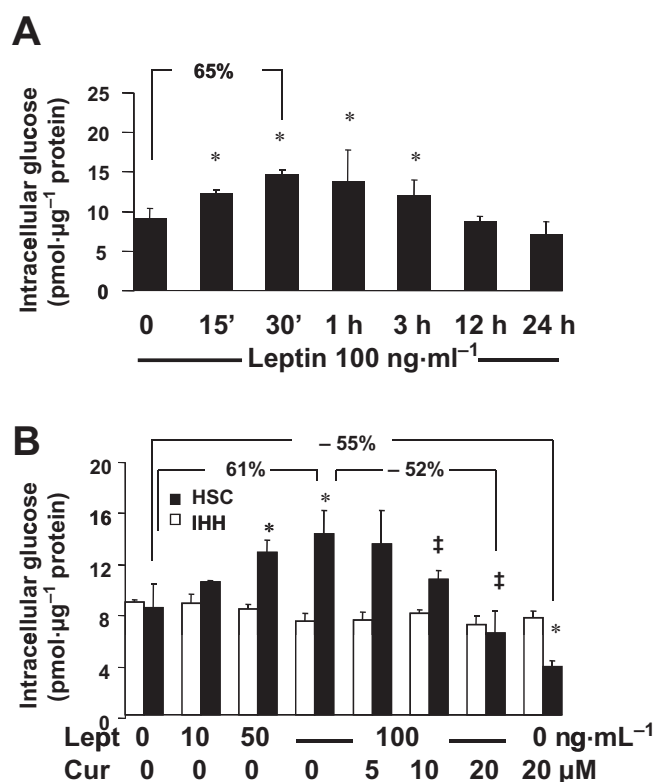 A
65%
Intracellular glucose
(pmol·µg⁻¹ protein)
25
20
15
10
5
0
* * * *
0 15’ 30’ 1 h 3 h 12 h 24 h
Leptin 100 ng·ml⁻¹
B
– 55%
61% – 52%
Intracellular glucose
(pmol·µg⁻¹ protein)
20
16
12
8
4
0
HSC
IHH
* * ‡ ‡ *
Lept 0 10 50 100 0 ng·mL⁻¹
Cur 0 0 0 0 5 10 20 20 µM